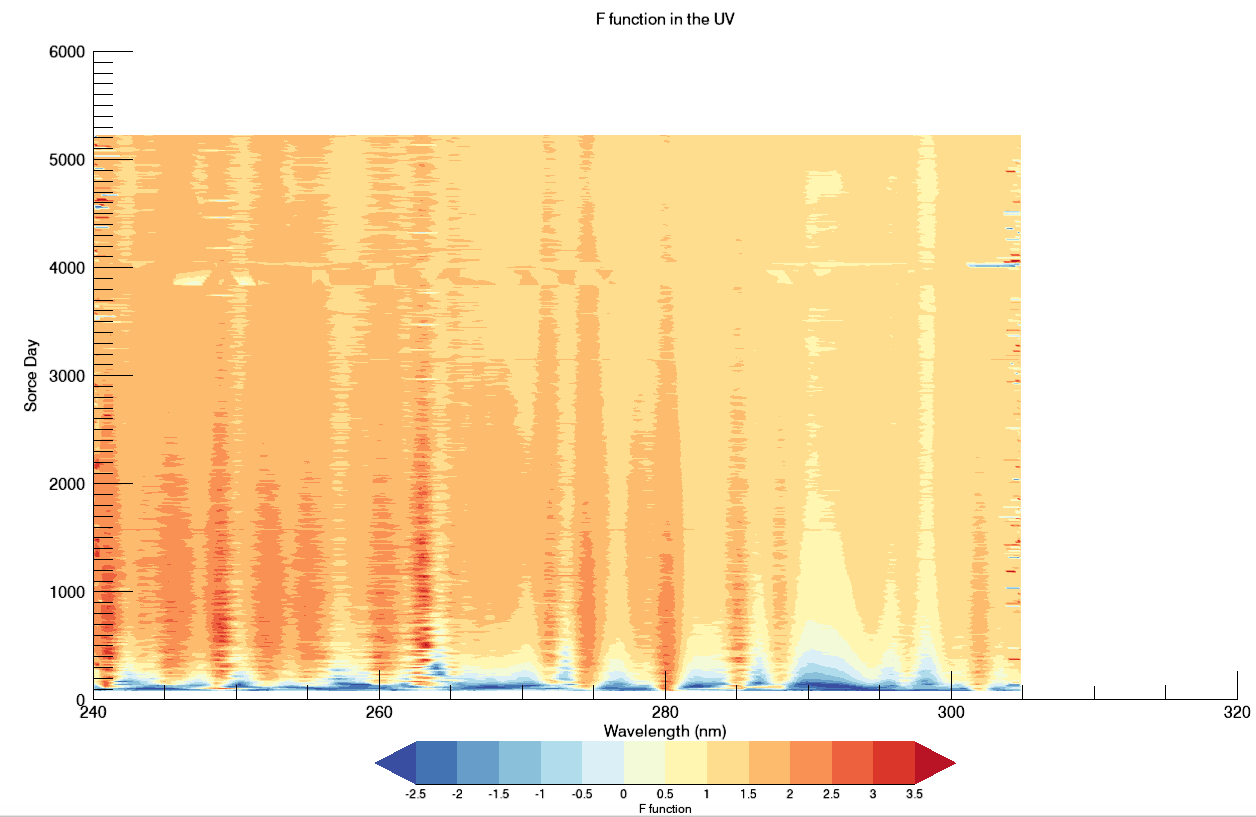 F function in the UV
6000
5000
4000
Sorce Day
3000
2000
1000
0
240 260 280 300 320
Wavelength (nm)
-2.5 -2 -1.5 -1 -0.5 0 0.5 1 1.5 2 2.5 3 3.5
F function